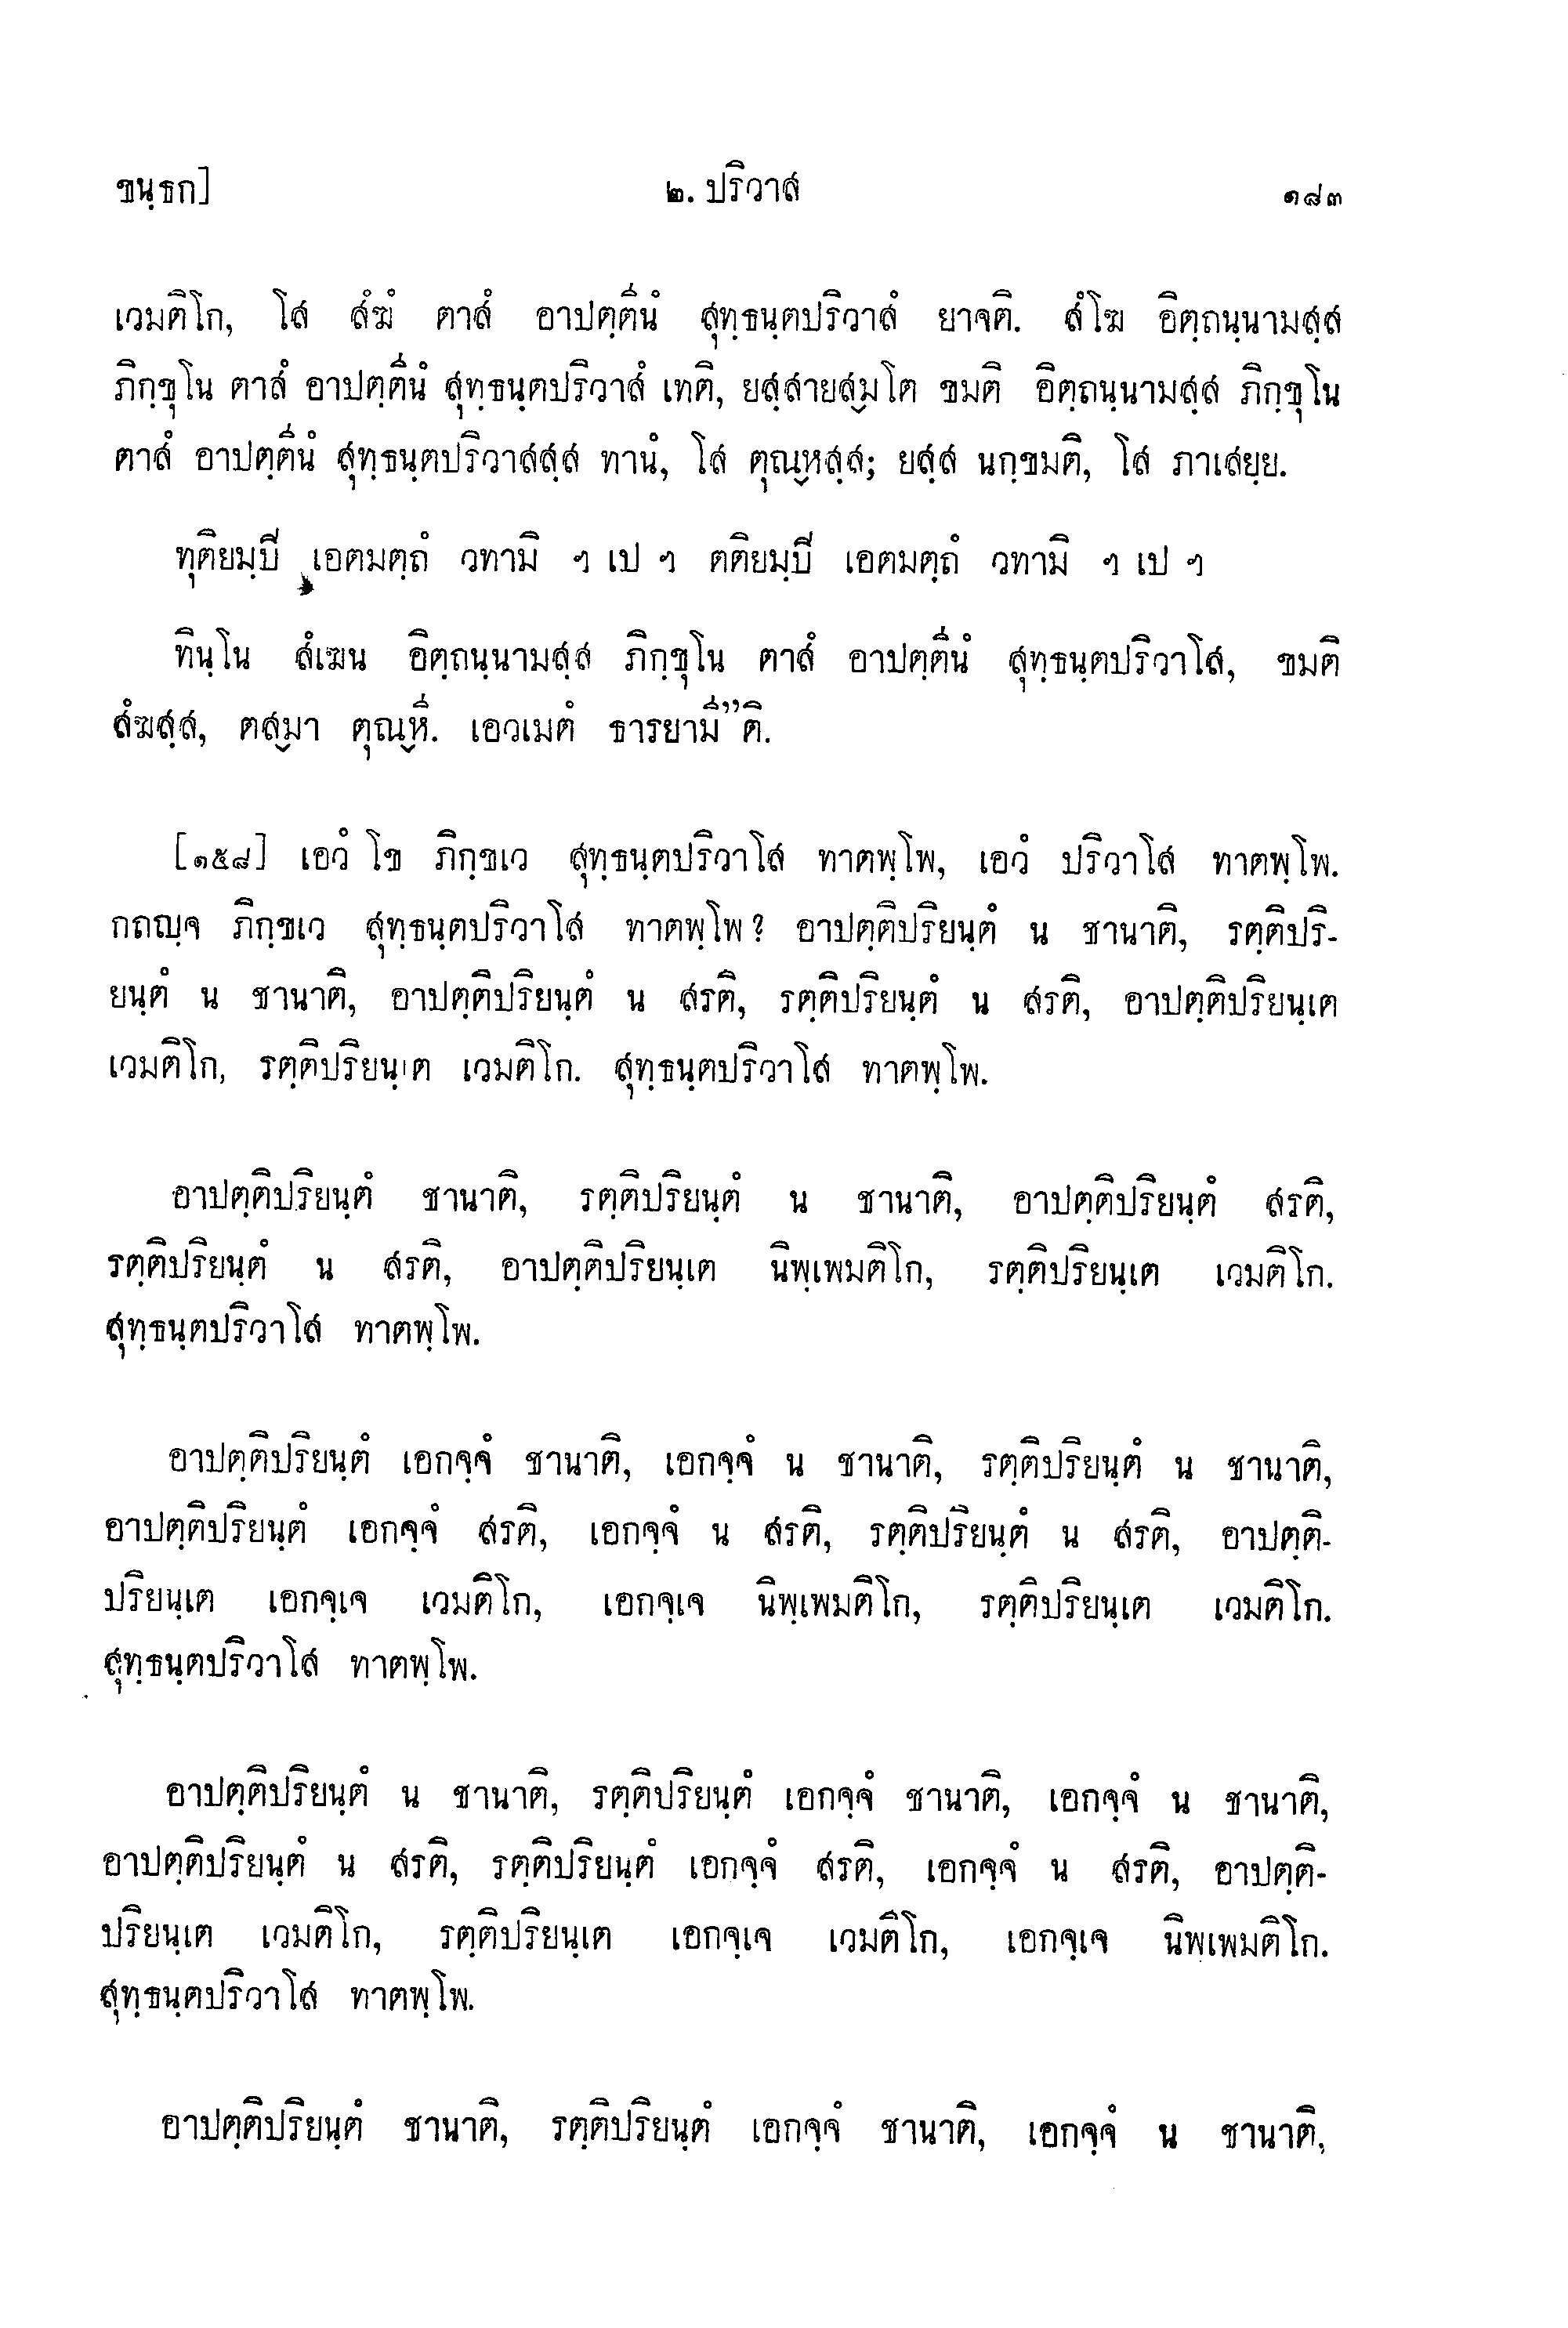 ขนฺธก]
๒. ปริวาส
๑๘๓
เวมติโก, โส สํฆํ ตาสํ อาปตฺตีนํ สุทฺธนฺตปริวาสํ ยาจติ. สํโฆ อิตฺถนฺนามสฺส
ภิกฺขุโน ตาสํ อาปตฺตีนํ สุทฺธนฺตปริวาสํ เทติ, ยสฺสายสฺมโต ขมติ อิตฺถนฺนามสฺส ภิกฺขุโน
ตาสํ อาปตฺตีนํ สุทฺธนฺตปริวาสสฺส ทานํ, โส ตุณฺหสฺส; ยสฺส นกฺขมติ, โส ภาเสยฺย.
ทุติยมฺปี เอตมตฺถํ วทามิ ฯ เป ฯ ตติยมฺปี เอตมตฺถํ วทามิ ฯ เป ฯ
ทินฺโน สํเฆน อิตฺถนฺนามสฺส ภิกฺขุโน ตาสํ อาปตฺตีนํ สุทฺธนฺตปริวาโส, ขมติ
สํฆสฺส, ตสฺมา ตุณฺหี. เอวเมตํ ธารยามี”ติ.
[๑๕๘] เอวํ โข ภิกฺขเว สุทฺธนฺตปริวาโส ทาตพฺโพ, เอวํ ปริวาโส ทาตพฺโพ.
กถญฺจ ภิกฺขเว สุทฺธนฺตปริวาโส ทาตพฺโพ? อาปตฺติปริยนฺตํ น ชานาติ, รตฺติปริ-
ยนฺตํ น ชานาติ, อาปตฺติปริยนฺตํ น สรติ, รตฺติปริยนฺตํ น สรติ, อาปตฺติปริยนฺเต
เวมติโก, รตฺติปริยนฺเต เวมติโก. สุทฺธนฺตปริวาโส ทาตพฺโพ.
อาปตฺติปริยนฺตํ ชานาติ, รตฺติปริยนฺตํ น ชานาติ, อาปตฺติปริยนฺตํ สรติ,
รตฺติปริยนฺตํ น สรติ, อาปตฺติปริยนฺเต นิพฺเพมติโก, รตฺติปริยนฺเต เวมติโก.
สุทฺธนฺตปริวาโส ทาตพฺโพ.
อาปตฺติปริยนฺตํ เอกจฺจํ ชานาติ, เอกจฺจํ น ชานาติ, รตฺติปริยนฺตํ น ชานาติ,
อาปตฺติปริยนฺตํ เอกจฺจํ สรติ, เอกจฺจํ น สรติ, รตฺติปริยนฺตํ น สรติ, อาปตฺติ-
ปริยนฺเต เอกจฺเจ เวมติโก, เอกจฺเจ นิพฺเพมติโก, รตฺติปริยนฺเต เวมติโก.
สุทฺธนฺตปริวาโส ทาตพฺโพ.
อาปตฺติปริยนฺตํ น ชานาติ, รตฺติปริยนฺตํ เอกจฺจํ ชานาติ, เอกจฺจํ น ชานาติ,
อาปตฺติปริยนฺตํ น สรติ, รตฺติปริยนฺตํ เอกจฺจํ สรติ, เอกจฺจํ น สรติ, อาปตฺติ-
ปริยนฺเต เวมติโก, รตฺติปริยนฺเต เอกจฺเจ เวมติโก, เอกจฺเจ นิพฺเพมติโก.
สุทฺธนฺตปริวาโส ทาตพฺโพ.
อาปตฺติปริยนฺตํ ชานาติ, รตฺติปริยนฺตํ เอกจฺจํ ชานาติ, เอกจฺจํ น ชานาติ,